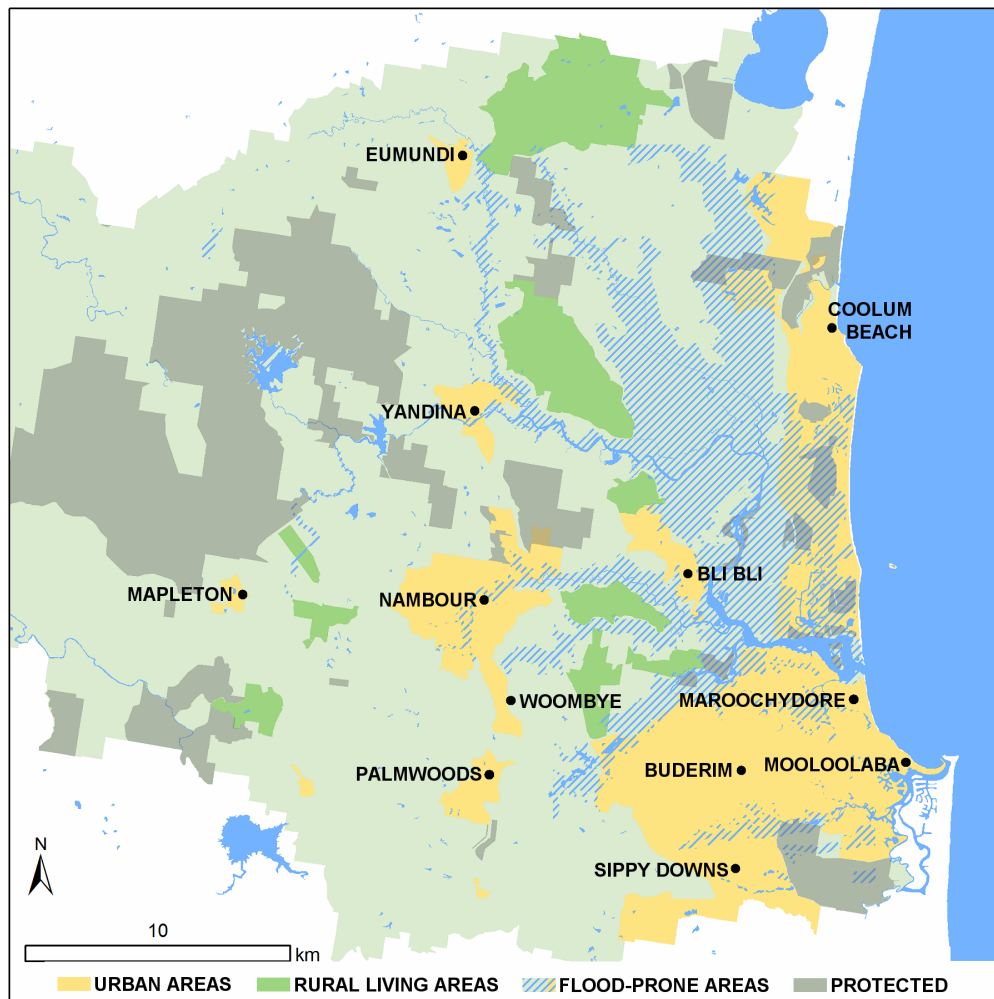 EUMUNDI
COOLUM
BEACH
YANDINA
BLI BLI
MAPLETON
NAMBOUR
WOOMBYE
MAROOCHYDORE
PALMWOODS
BUDERIM
MOOLOOLABA
SIPPY DOWNS
N
10
km
URBAN AREAS
RURAL LIVING AREAS
FLOOD-PRONE AREAS
PROTECTED